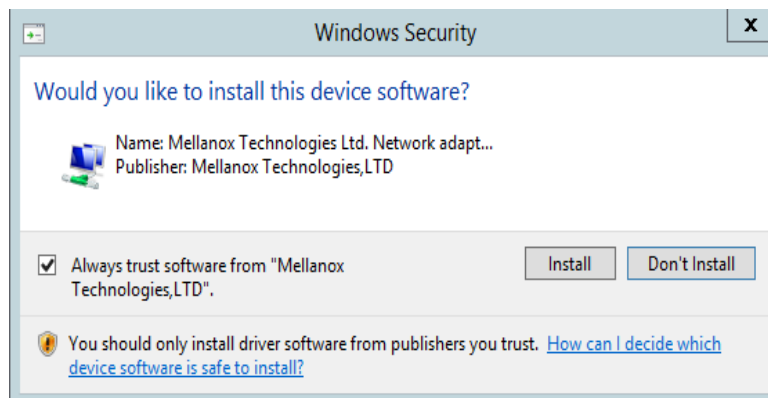 Windows Security
x
Would you like to install this device software?
Name: Mellanox Technologies Ltd. Network adapt...
Publisher: Mellanox Technologies,LTD
Always trust software from "Mellanox
Technologies,LTD".
Install
Don't Install
You should only install driver software from publishers you trust. How can I decide which
device software is safe to install?